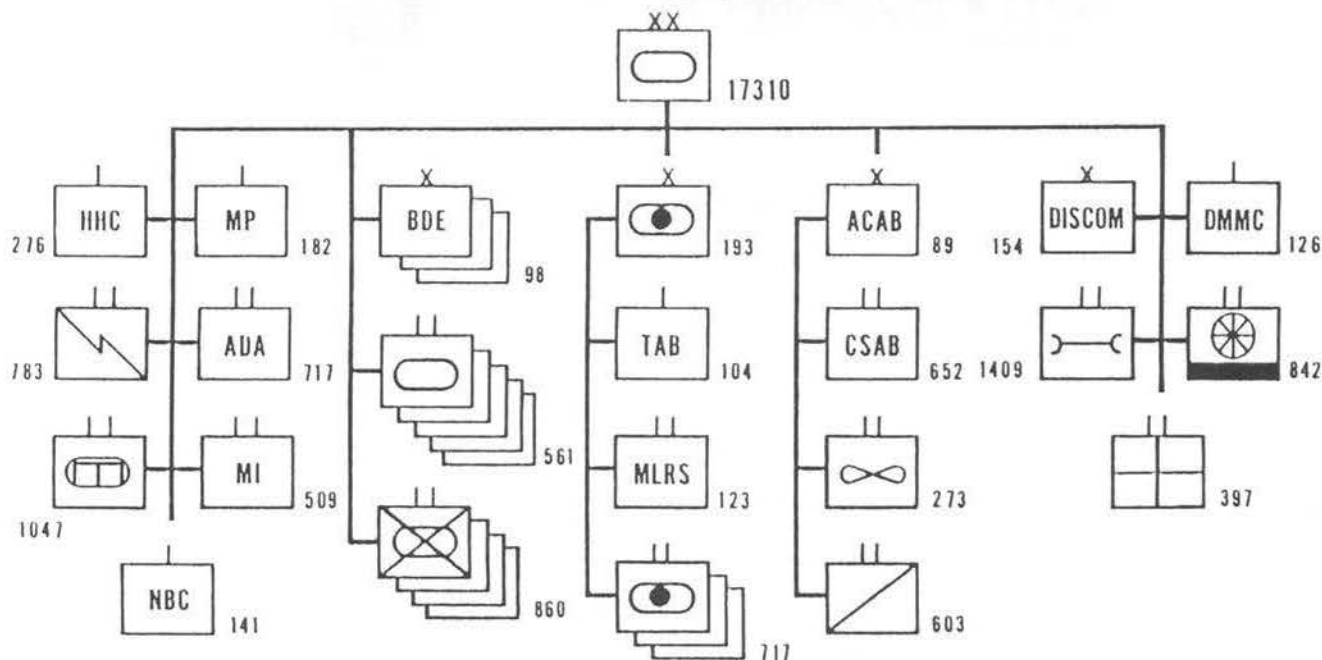 XX
17310
HHC
276
MP
182
X
BDE
98
X
193
X
ACAB
89
X
DISCOM
154
DMMC
126
783
ADA
717
561
TAB
104
CSAB
652
1409
842
1047
MI
509
860
MLRS
123
273
397
NBC
141
717
603